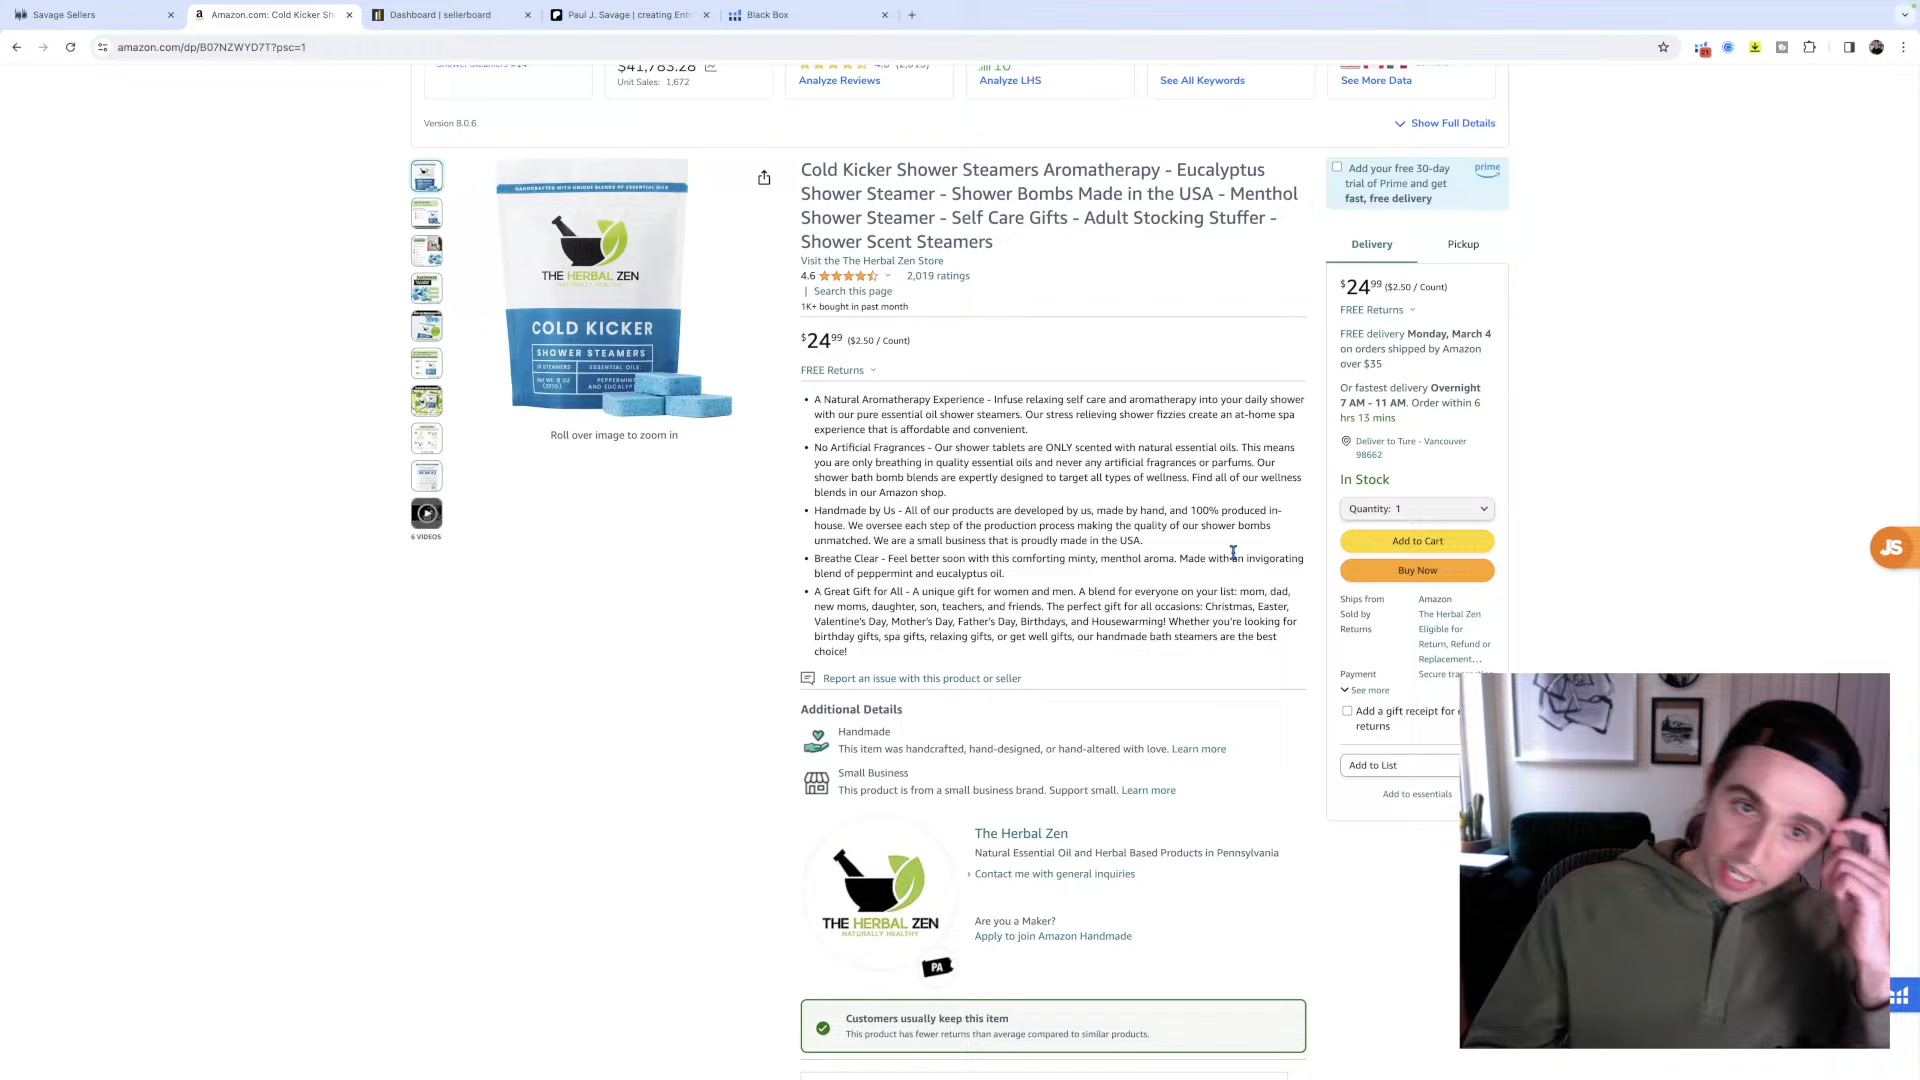 Savage Sellers
Amazon.com: Cold Kicker Sh
Dashboard | sellerboard
Paul J. Savage | creating Ent
Black Box
amazon.com/dp/B07NZWYD7T?psc=1
21
$41,783.28
Unit Sales: 1,672
Analyze Reviews
Analyze LHS
See All Keywords
See More Data
Version 8.0.6
Show Full Details
HANDCRAFTED WITH UNIQUE BLENDS OF ESSENTIAL OILS
THE HERBAL ZEN
NATURALLY HEALTHY
COLD KICKER
SHOWER STEAMERS
ESSENTIAL OILS:
PEPPERMINT
AND EUCALYP
Roll over image to zoom in
6 VIDEOS
Cold Kicker Shower Steamers Aromatherapy - Eucalyptus
Shower Steamer - Shower Bombs Made in the USA - Menthol
Shower Steamer - Self Care Gifts - Adult Stocking Stuffer -
Shower Scent Steamers
Visit the The Herbal Zen Store
4.6 2,019 ratings
| Search this page
1K+ bought in past month
$24.99 ($2.50 / Count)
FREE Returns
• A Natural Aromatherapy Experience - Infuse relaxing self care and aromatherapy into your daily shower
with our pure essential oil shower steamers. Our stress relieving shower fizzies create an at-home spa
experience that is affordable and convenient.
• No Artificial Fragrances - Our shower tablets are ONLY scented with natural essential oils. This means
you are only breathing in quality essential oils and never any artificial fragrances or parfums. Our
shower bath bomb blends are expertly designed to target all types of wellness. Find all of our wellness
blends in our Amazon shop.
• Handmade by Us - All of our products are developed by us, made by hand, and 100% produced in-
house. We oversee each step of the production process making the quality of our shower bombs
unmatched. We are a small business that is proudly made in the USA.
• Breathe Clear - Feel better soon with this comforting minty, menthol aroma. Made with an invigorating
blend of peppermint and eucalyptus oil.
• A Great Gift for All - A unique gift for women and men. A blend for everyone on your list: mom, dad,
new moms, daughter, son, teachers, and friends. The perfect gift for all occasions: Christmas, Easter,
Valentine's Day, Mother's Day, Father's Day, Birthdays, and Housewarming! Whether you're looking for
birthday gifts, spa gifts, relaxing gifts, or get well gifts, our handmade bath steamers are the best
choice!
Report an issue with this product or seller
Additional Details
Handmade
This item was handcrafted, hand-designed, or hand-altered with love. Learn more
Small Business
This product is from a small business brand. Support small. Learn more
THE HERBAL ZEN
NATURALLY HEALTHY
PA
The Herbal Zen
Natural Essential Oil and Herbal Based Products in Pennsylvania
› Contact me with general inquiries
Are you a Maker?
Apply to join Amazon Handmade
Customers usually keep this item
This product has fewer returns than average compared to similar products.
Add your free 30-day
trial of Prime and get
fast, free delivery
prime
Delivery
Pickup
$24.99 ($2.50 / Count)
FREE Returns
FREE delivery Monday, March 4
on orders shipped by Amazon
over $35
Or fastest delivery Overnight
7 AM - 11 AM. Order within 6
hrs 13 mins
Deliver to Ture - Vancouver
98662
In Stock
Quantity: 1
Add to Cart
Buy Now
Ships from Amazon
Sold by The Herbal Zen
Returns Eligible for
Return, Refund or
Replacement...
Payment Secure
See more
Add a gift receipt for
returns
Add to List
Add to essentials
JS